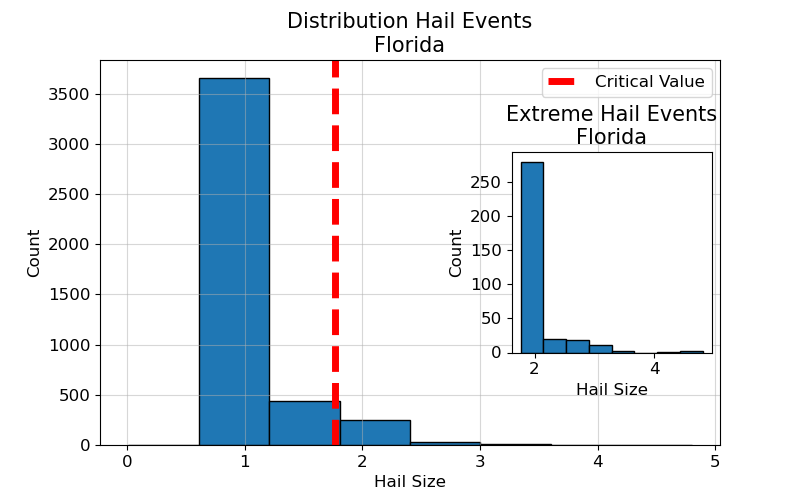 Distribution Hail Events
Florida
Critical Value
Extreme Hail Events
Florida
3500
3000
2500
2000
1500
1000
500
0
Count
250
200
150
100
50
0
Count
2 4
Hail Size
0 1 2 3 4 5
Hail Size